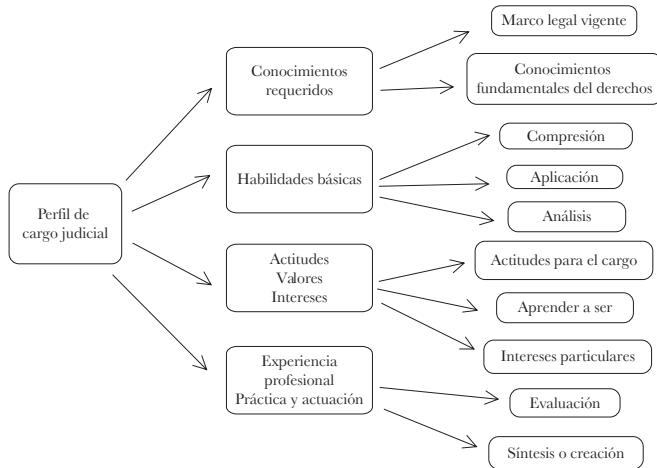 Perfil de
cargo judicial
Conocimientos
requeridos
Marco legal vigente
Conocimientos
fundamentales del derechos
Habilidades básicas
Compresión
Aplicación
Análisis
Actitudes
Valores
Intereses
Actitudes para el cargo
Aprender a ser
Intereses particulares
Experiencia
profesional
Práctica y actuación
Evaluación
Síntesis o creación